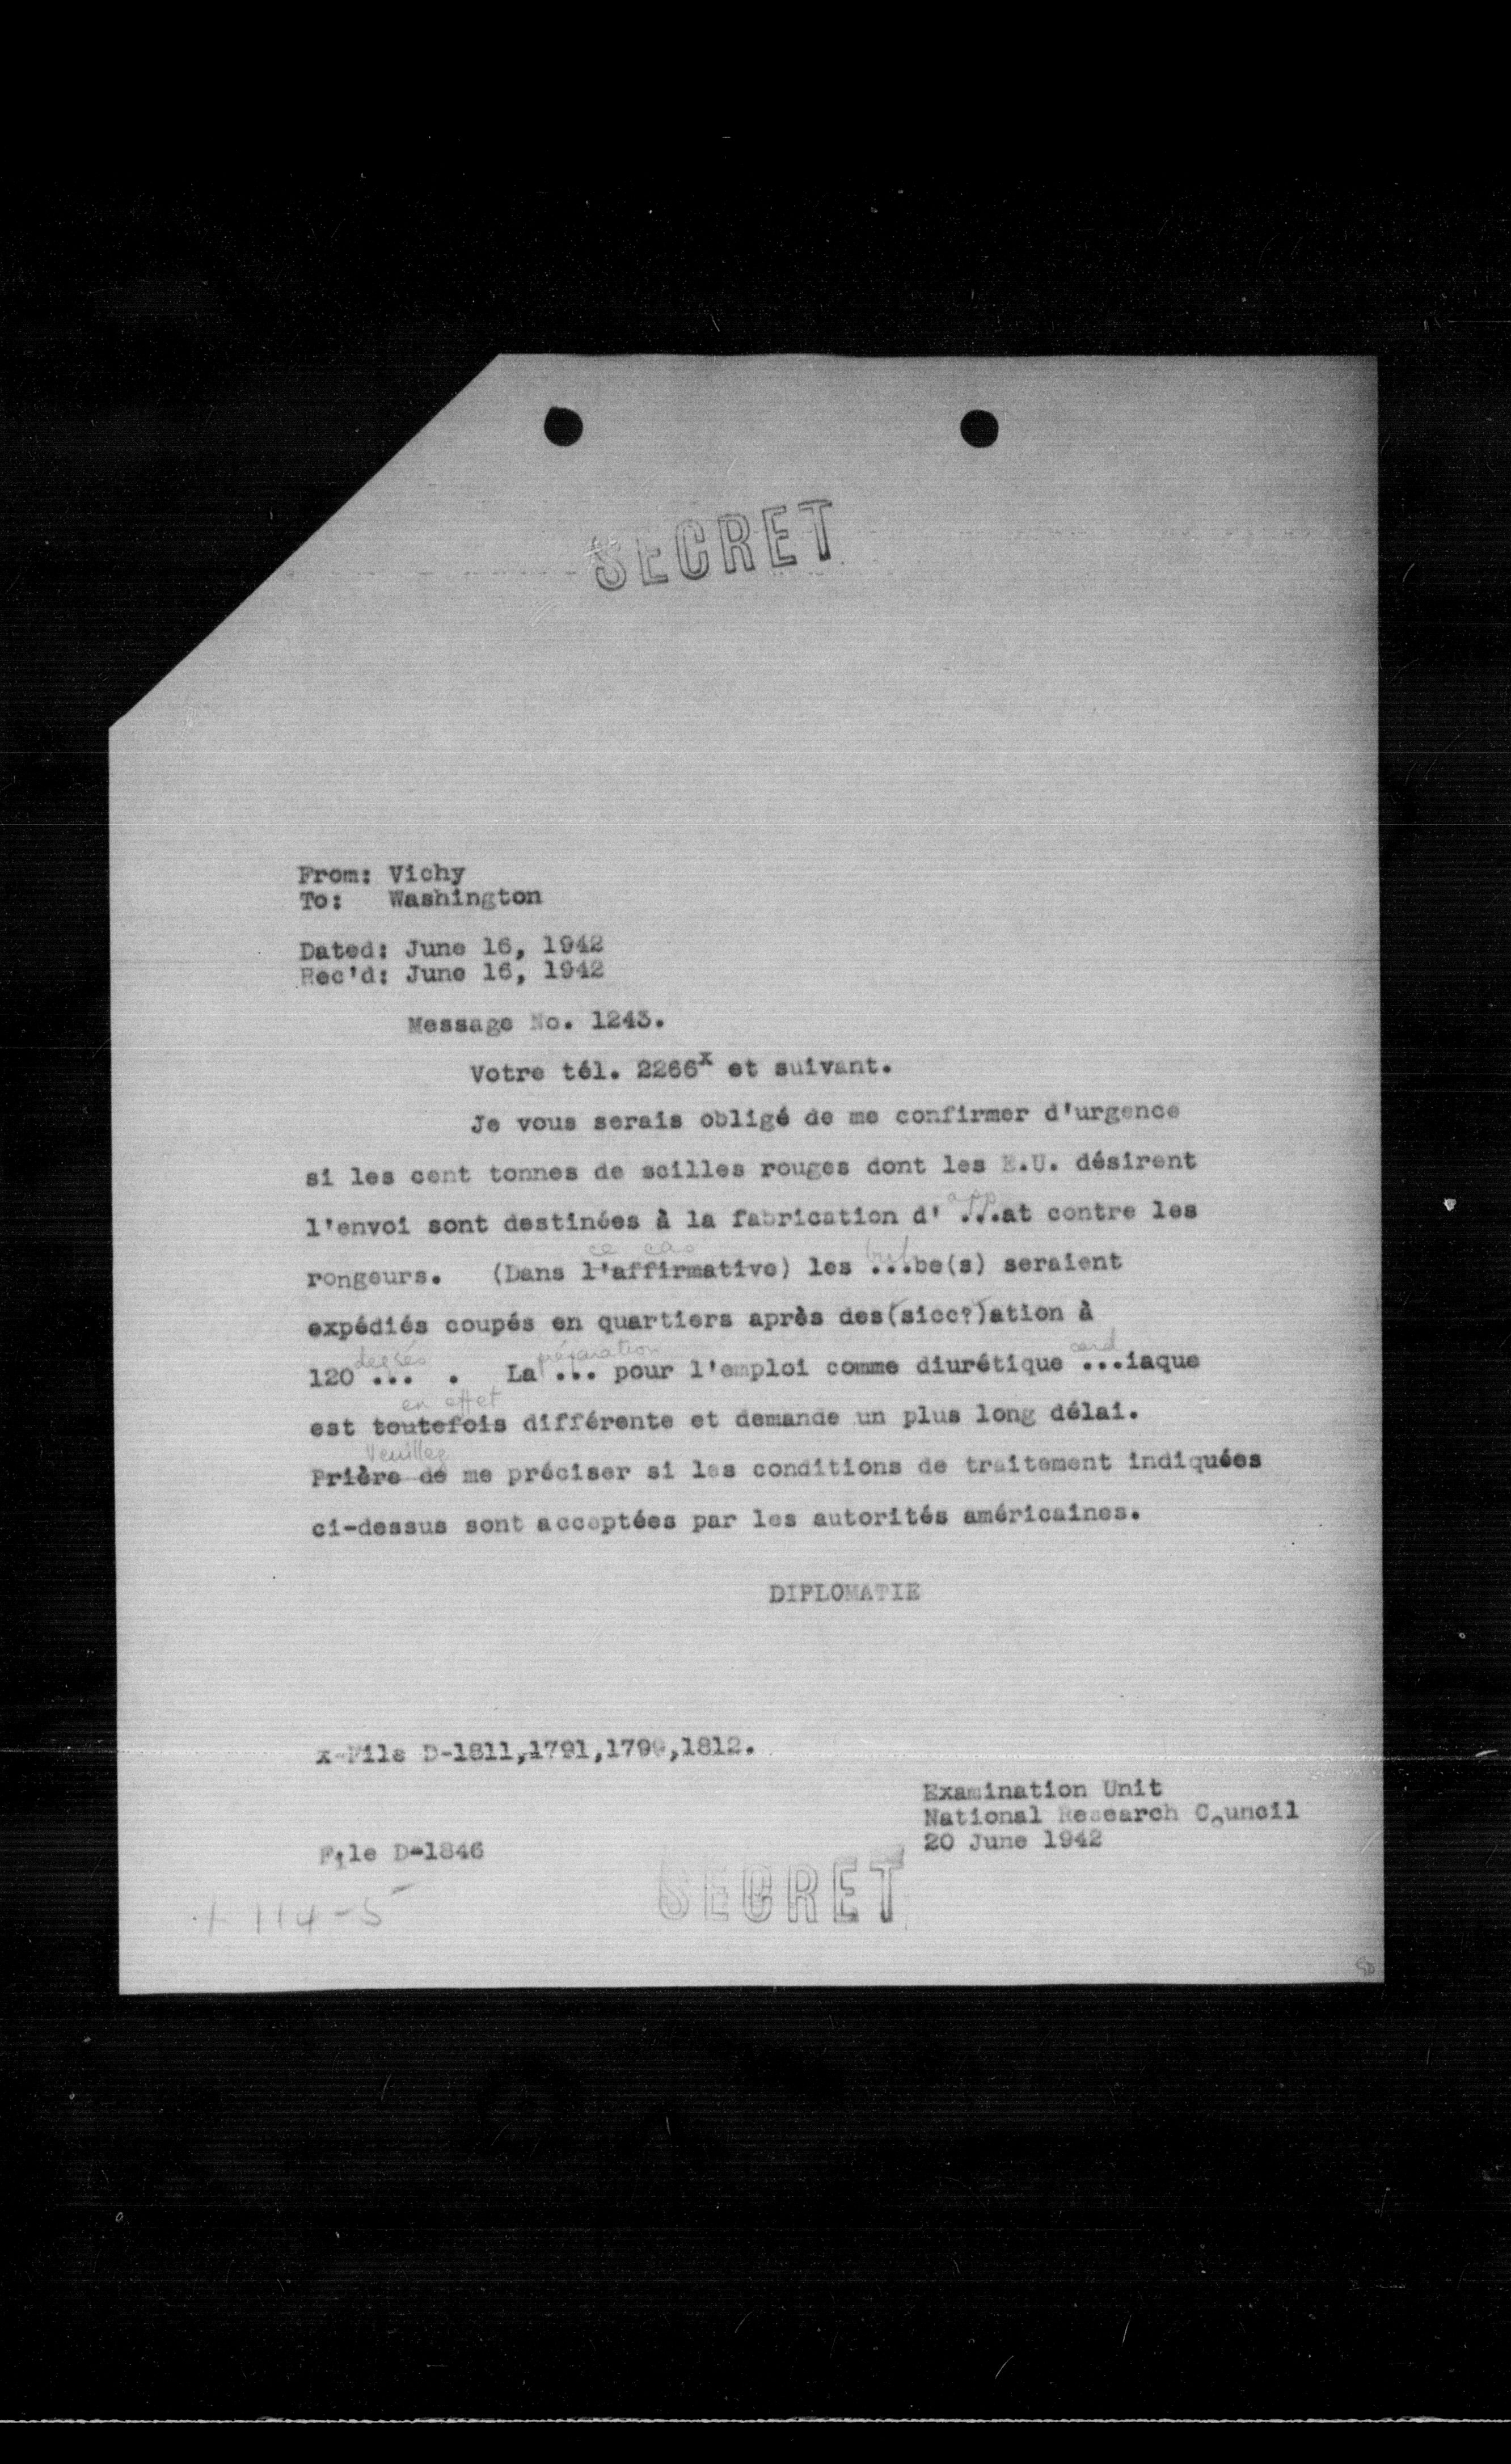 SECRET
From: Vichy
To: Washington
Dated: June 16, 1942
Rec'd: June 16, 1942
Message No. 1243.
Votre tél. 2266x et suivant.
Je vous serais obligé de me confirmer d'urgence
si les cent tonnes de scilles rouges dont les E.U. désirent
app
l'envoi sont destinées à la fabrication d' ...at contre les
ce cas bul
rongeurs. (Dans l'affirmative) les ...be(s) seraient
expédiés coupés en quartiers après des(sicc?)ation à
degrés préparation card
120 ... . La ... pour l'emploi comme diurétique ...iaque
en effet
est toutefois différente et demande un plus long délai.
Veuillez
Prière de me préciser si les conditions de traitement indiquées
ci-dessus sont acceptées par les autorités américaines.
DIPLOMATIE
x-Fils D-1811,1791,1799,1812.
Examination Unit
National Research Council
20 June 1942
File D-1846
SECRET
+ 114-5